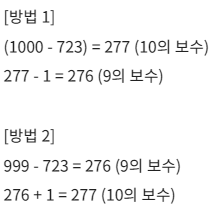 [방법 1]
(1000 - 723) = 277 (10의 보수)
277 - 1 = 276 (9의 보수)
[방법 2]
999 - 723 = 276 (9의 보수)
276 + 1 = 277 (10의 보수)